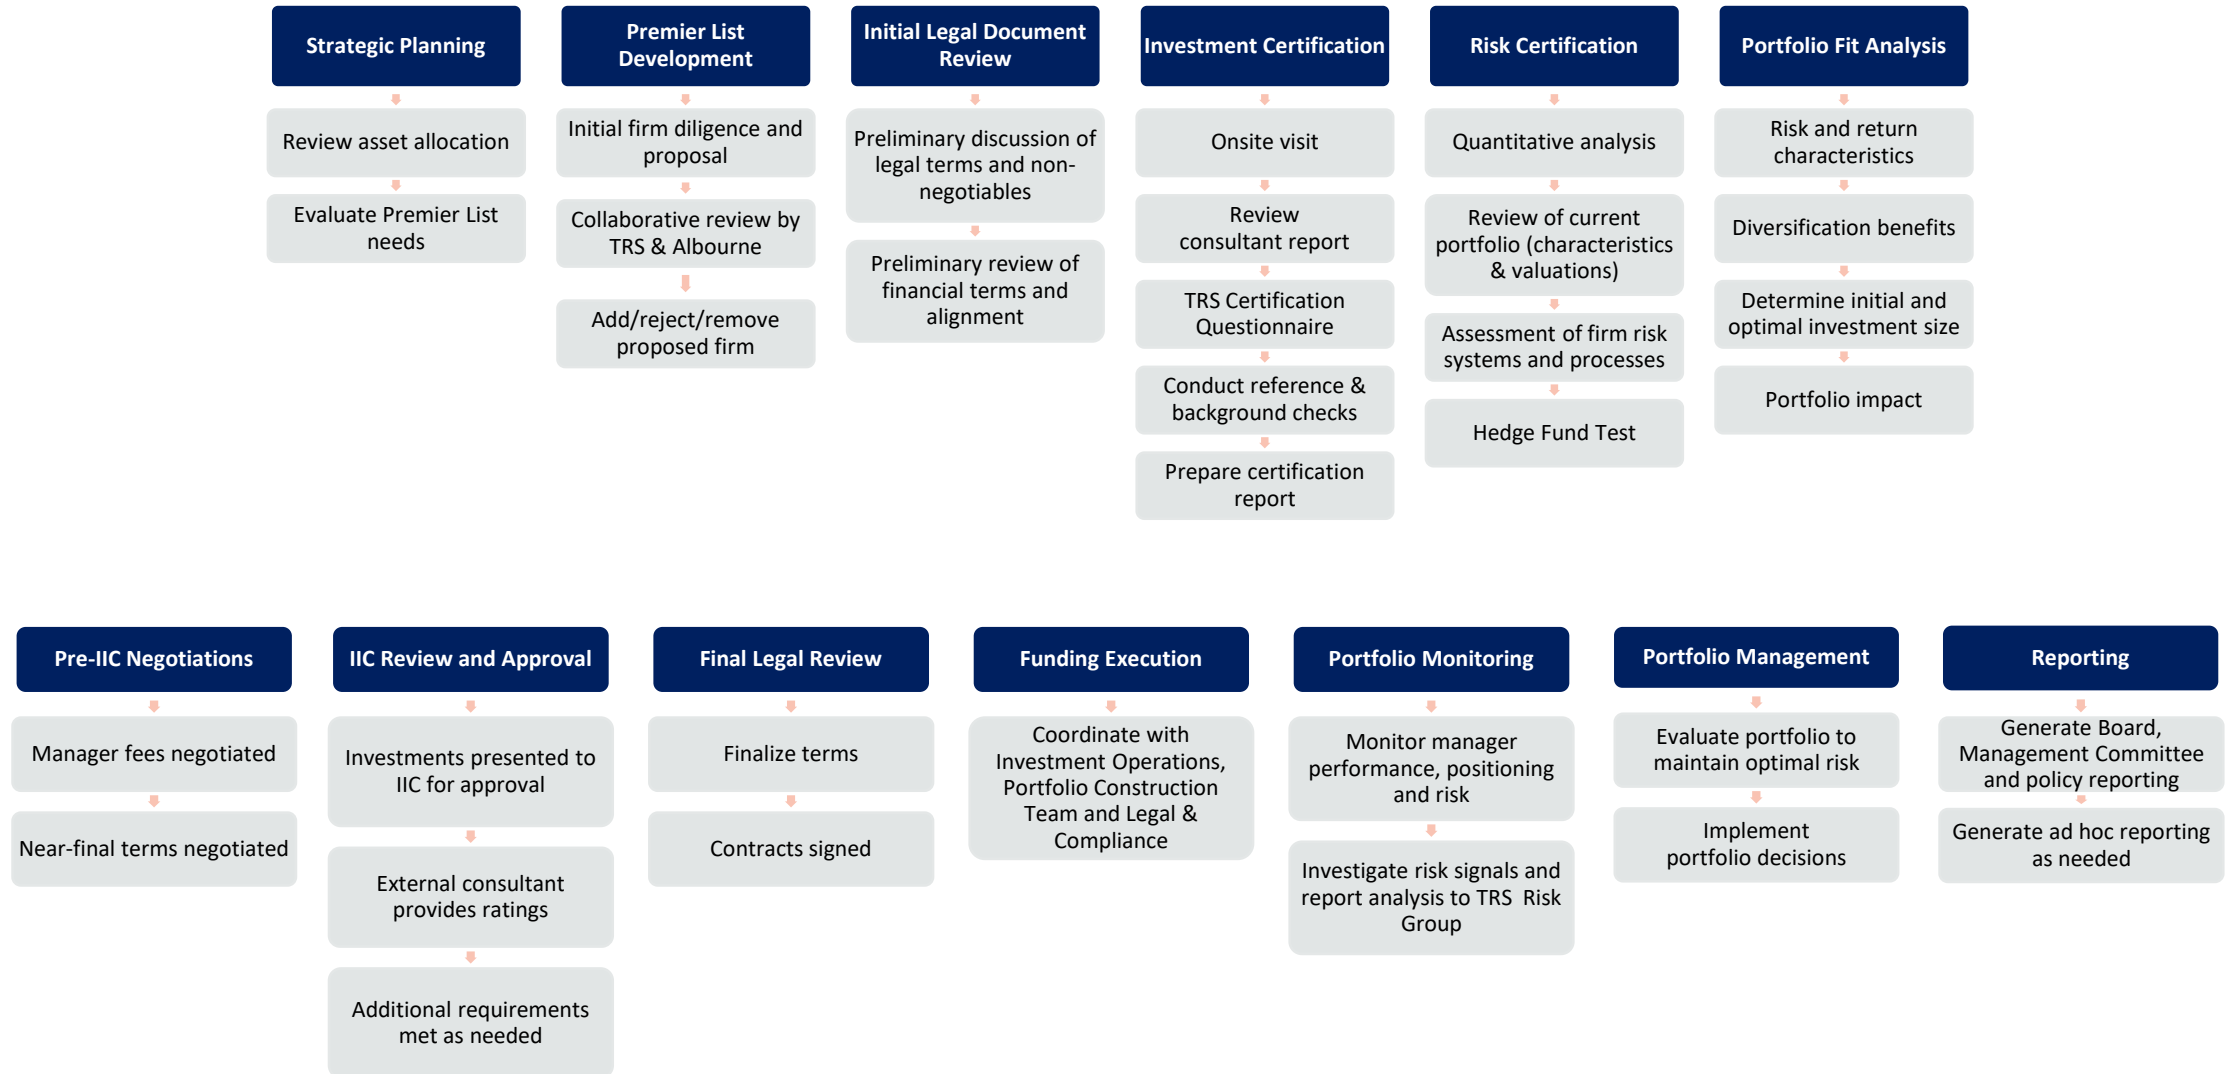 Strategic Planning
Review asset allocation
Evaluate Premier List
needs
Premier List
Development
Initial firm diligence and
proposal
Collaborative review by
TRS & Albourne
Add/reject/remove
proposed firm
Initial Legal Document
Review
Preliminary discussion of
legal terms and non-
negotiables
Preliminary review of
financial terms and
alignment
Investment Certification
Onsite visit
Review
consultant report
TRS Certification
Questionnaire
Conduct reference &
background checks
Prepare certification
report
Risk Certification
Quantitative analysis
Review of current
portfolio (characteristics
& valuations)
Assessment of firm risk
systems and processes
Hedge Fund Test
Portfolio Fit Analysis
Risk and return
characteristics
Diversification benefits
Determine initial and
optimal investment size
Portfolio impact
Pre-IIC Negotiations
Manager fees negotiated
Near-final terms negotiated
IIC Review and Approval
Investments presented to
IIC for approval
External consultant
provides ratings
Additional requirements
met as needed
Final Legal Review
Finalize terms
Contracts signed
Funding Execution
Coordinate with
Investment Operations,
Portfolio Construction
Team and Legal &
Compliance
Portfolio Monitoring
Monitor manager
performance, positioning
and risk
Investigate risk signals and
report analysis to TRS Risk
Group
Portfolio Management
Evaluate portfolio to
maintain optimal risk
Implement
portfolio decisions
Reporting
Generate Board,
Management Committee
and policy reporting
Generate ad hoc reporting
as needed